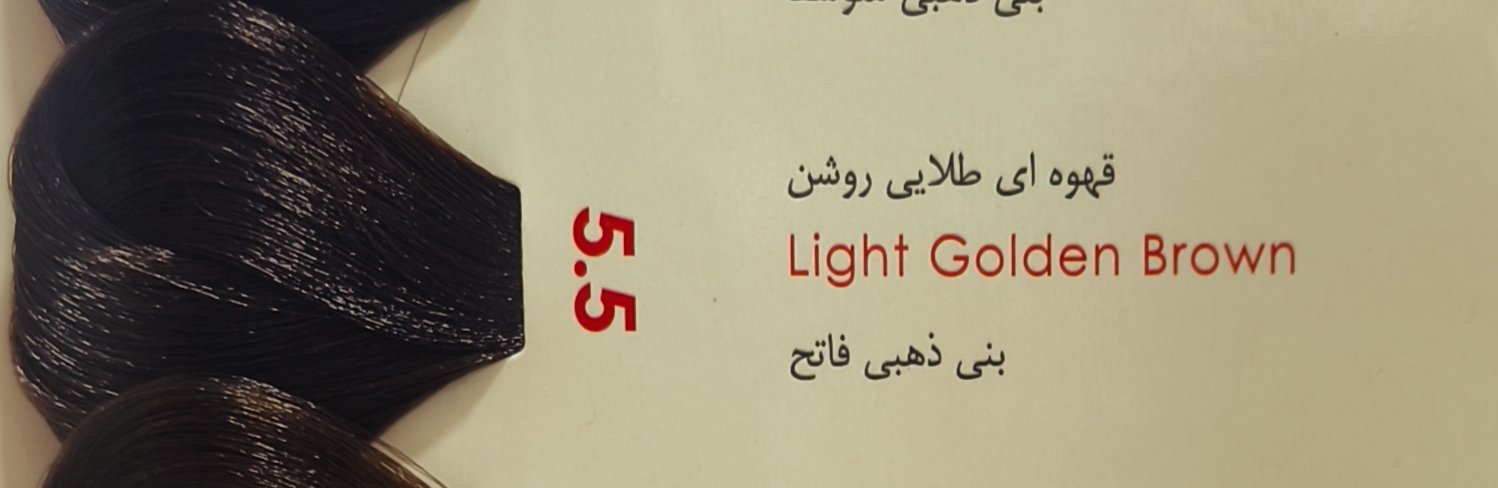 قهوه ای طلایی روشن
5.5
Light Golden Brown
بنی ذهبی فاتح